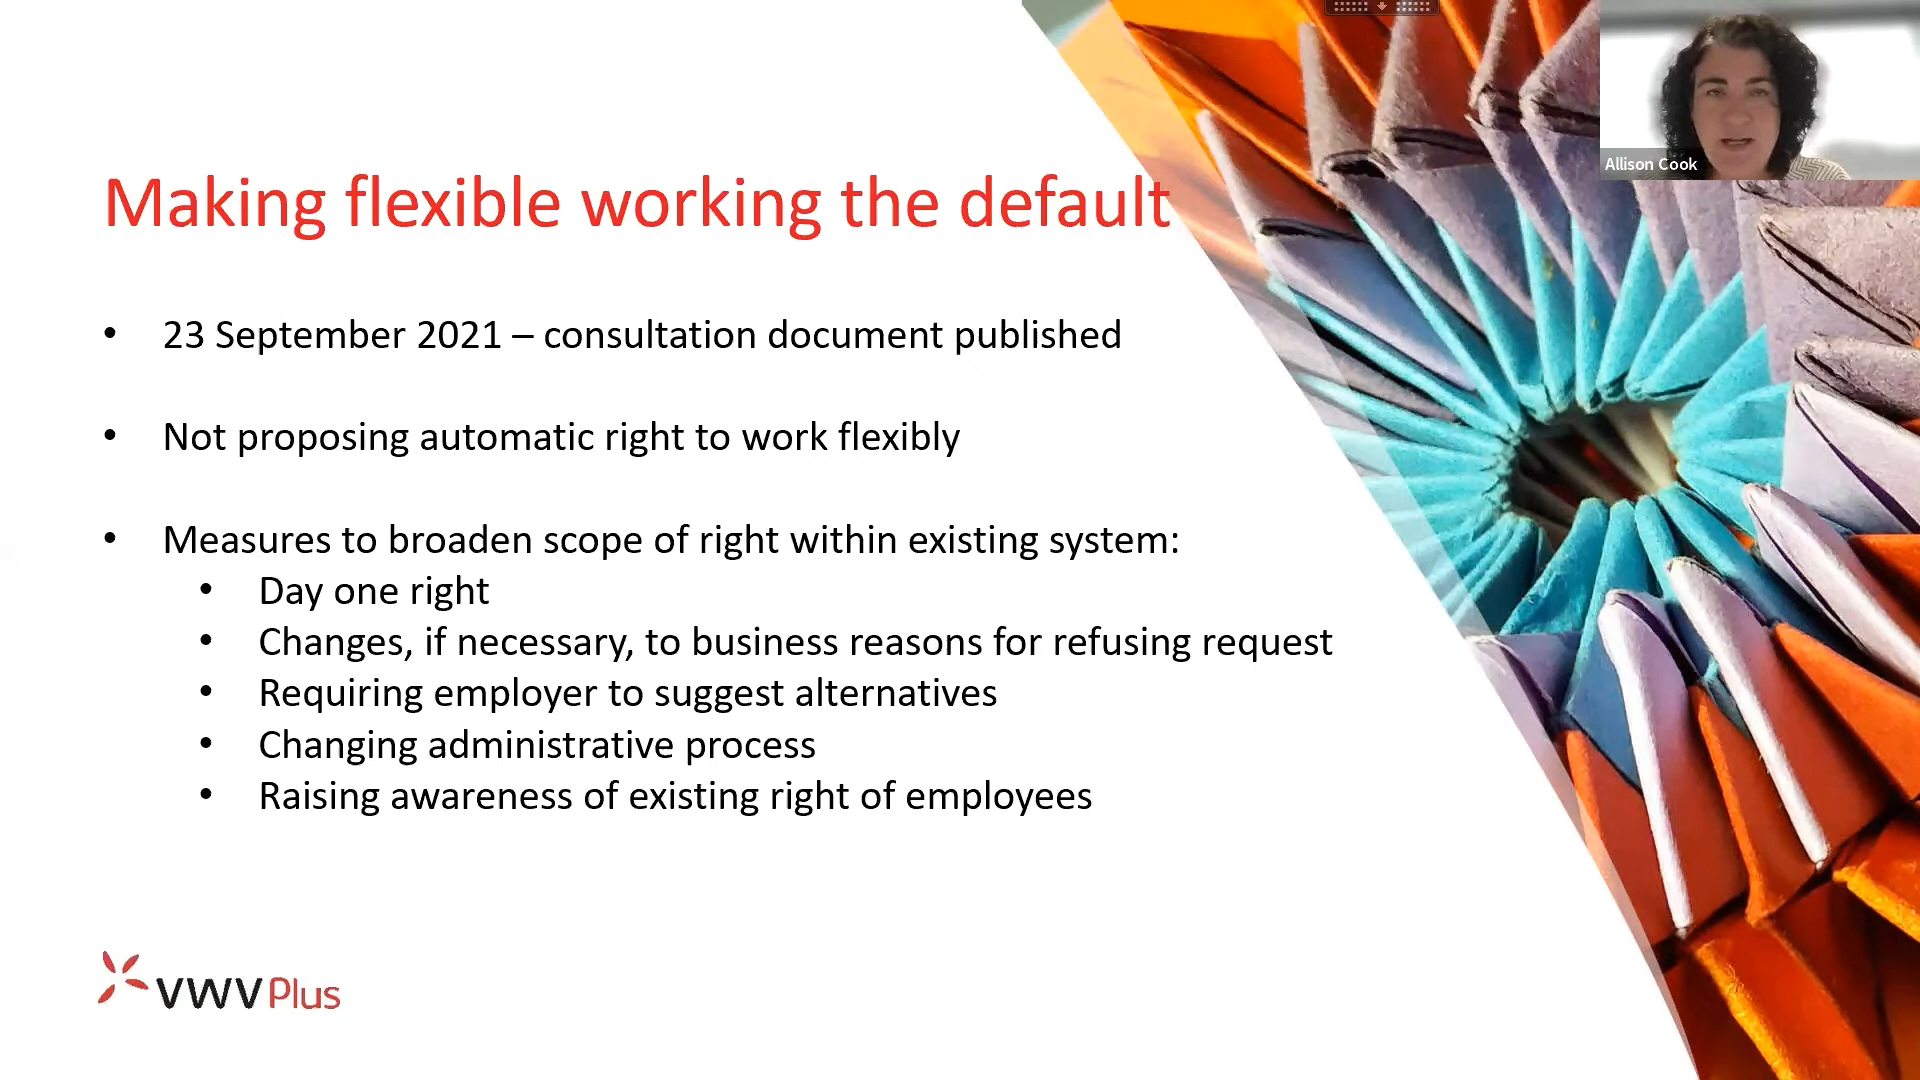 Allison Cook
Making flexible working the default
• 23 September 2021 – consultation document published
• Not proposing automatic right to work flexibly
• Measures to broaden scope of right within existing system:
• Day one right
• Changes, if necessary, to business reasons for refusing request
• Requiring employer to suggest alternatives
• Changing administrative process
• Raising awareness of existing right of employees
VWV Plus